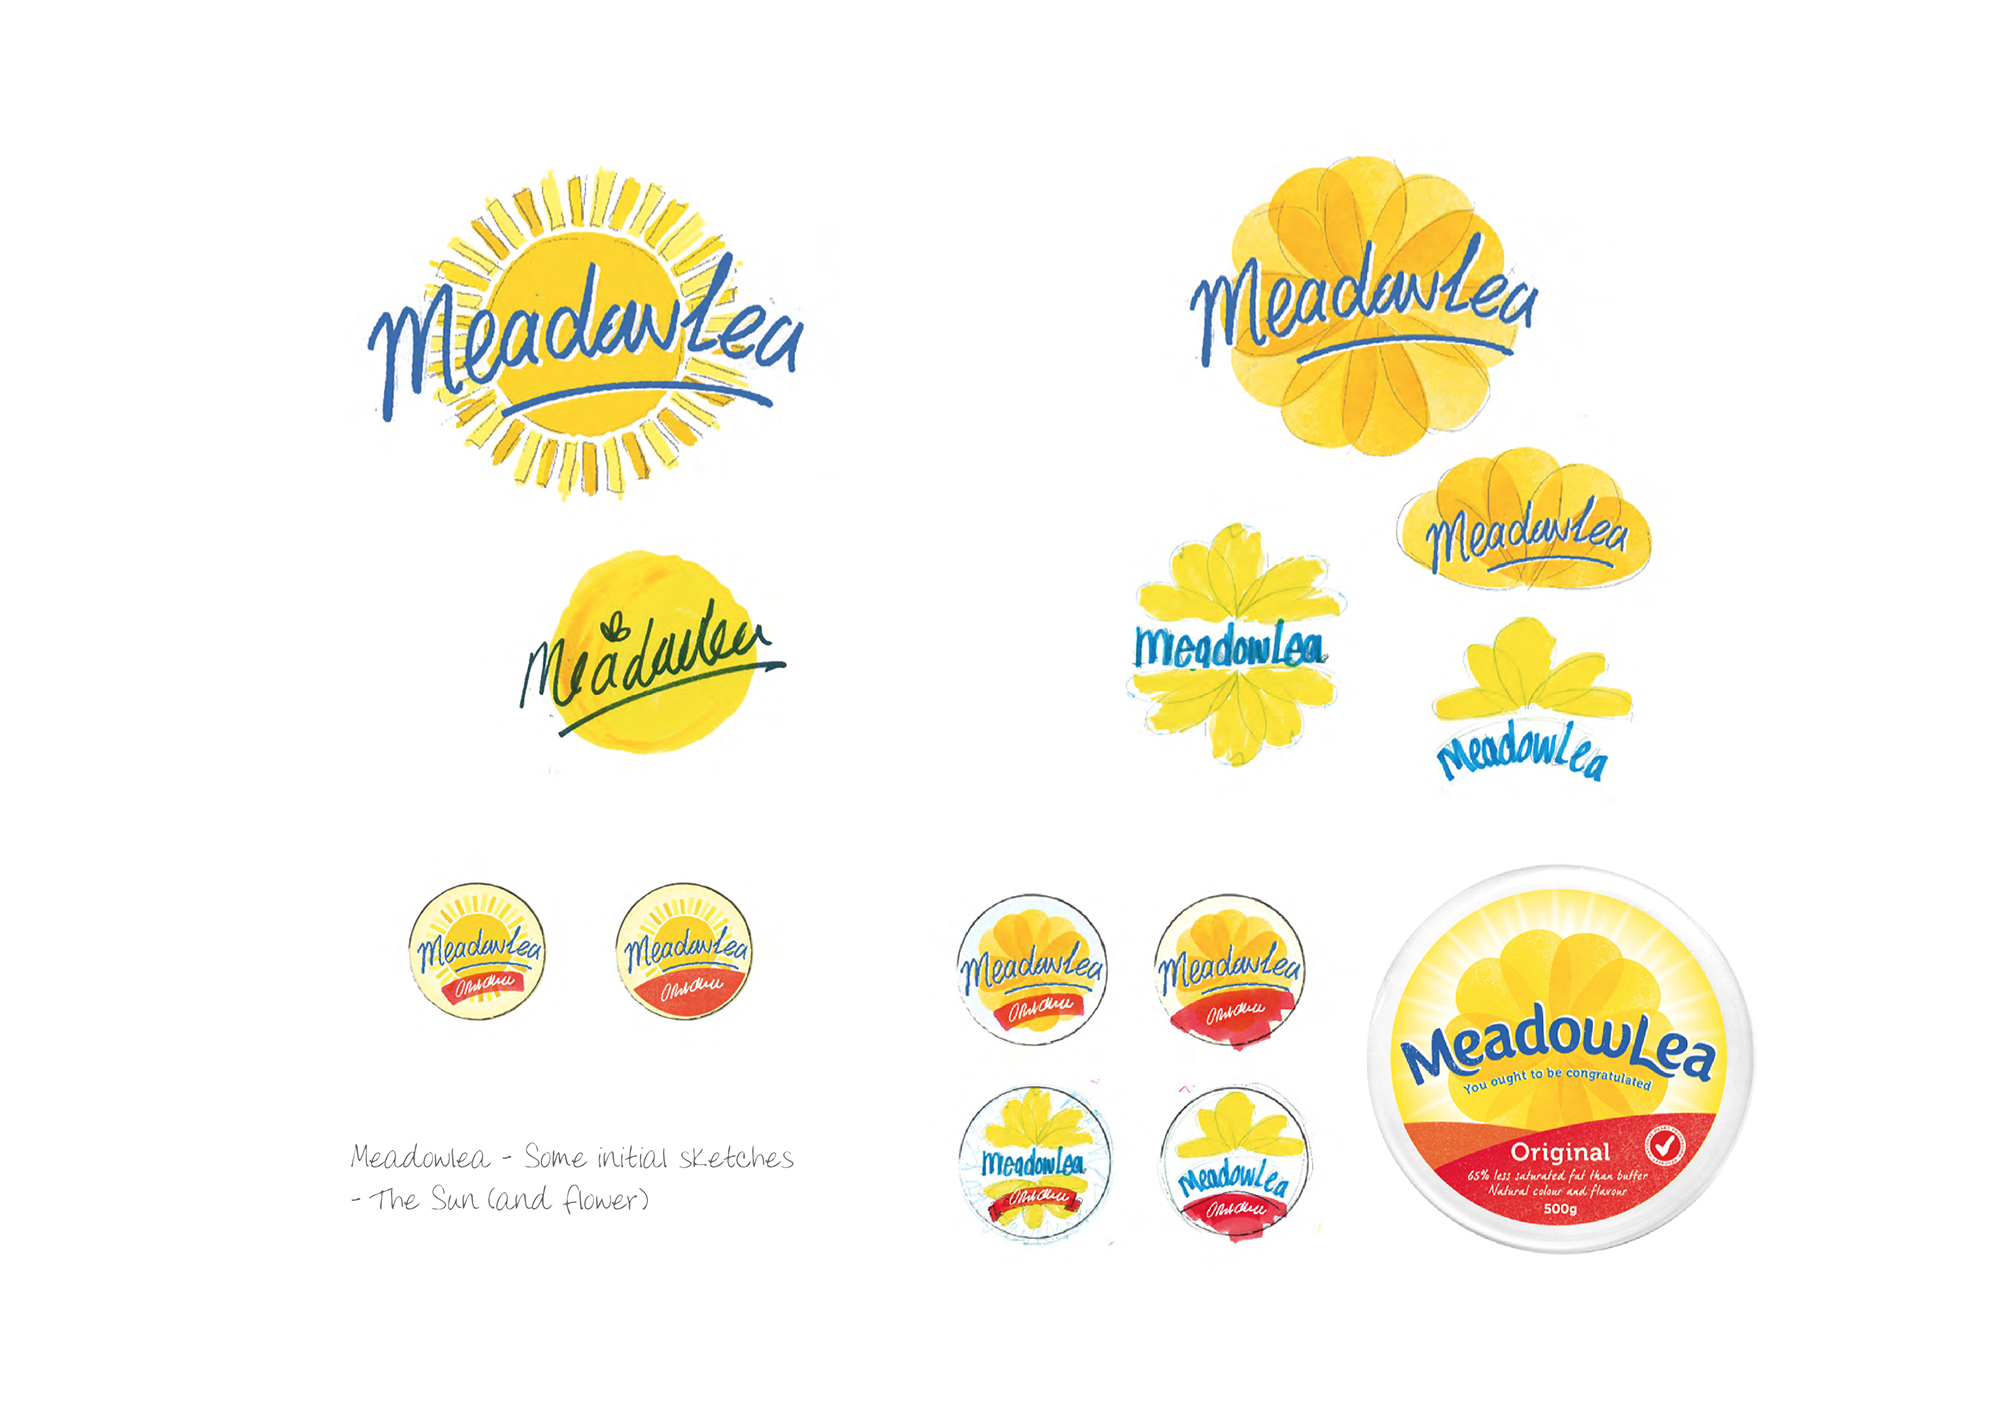 MeadowLea
MeadowLea
MeadowLea
MeadowLea
MeadowLea
MeadowLea
MeadowLea
MeadowLea
MeadowLea
MeadowLea
MeadowLea
MeadowLea
MeadowLea
You ought to be congratulated
Original
65% less saturated fat than butter
Natural colour and flavour
500g
Meadowlea - Some initial sketches
- The Sun (and flower)